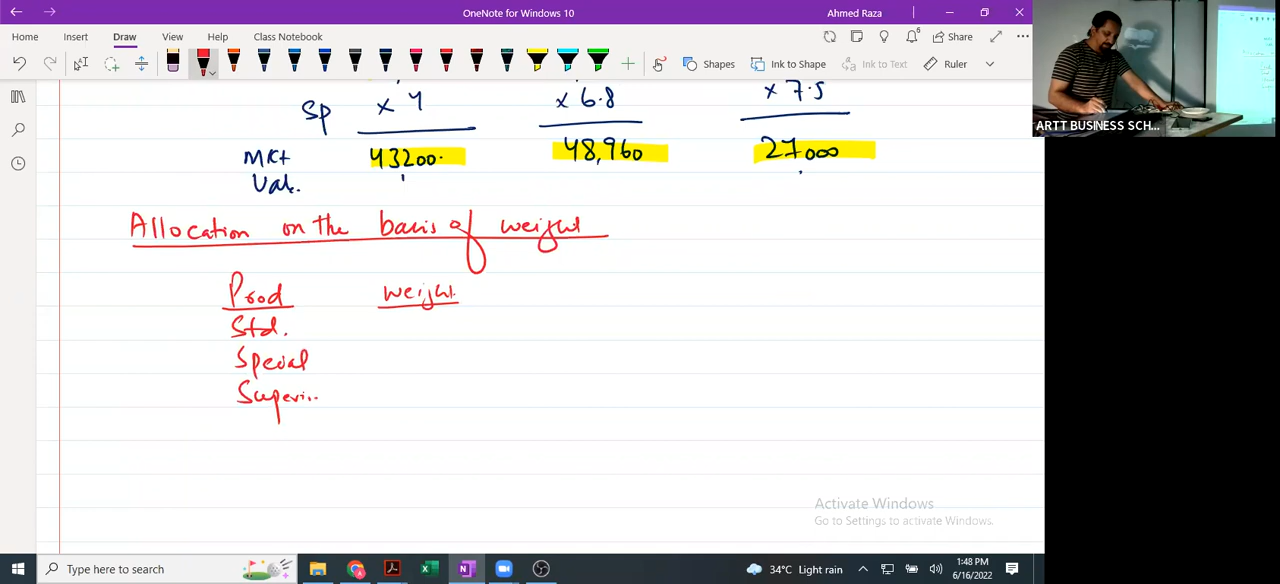 OneNote for Windows 10
Ahmed Raza
Home Insert Draw View Help Class Notebook
6 Share
Shapes Ink to Shape Ink to Text Ruler
ARTT BUSINESS SCH...
SP x 4 x 6.8 x 7.5
Mkt Val. 43200. 48,960 27000
Allocation on the basis of weight
Prod weight
Std.
Special
Superi..
Activate Windows
Go to Settings to activate Windows.
Type here to search
34°C Light rain
1:48 PM
6/16/2022